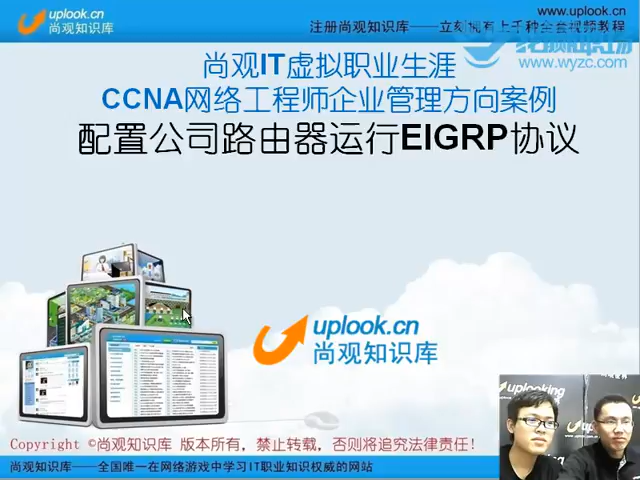 uplook.cn
尚观知识库
www.uplook.cn
注册尚观知识库——立刻拥有上千种全套视频教程
www.wyzc.com
尚观IT虚拟职业生涯
CCNA网络工程师企业管理方向案例
配置公司路由器运行EIGRP协议
uplook.cn
尚观知识库
uplooking
Copyright ©尚观知识库 版本所有，禁止转载，否则将追究法律责任！
尚观知识库——全国唯一在网络游戏中学习IT职业知识权威的网站